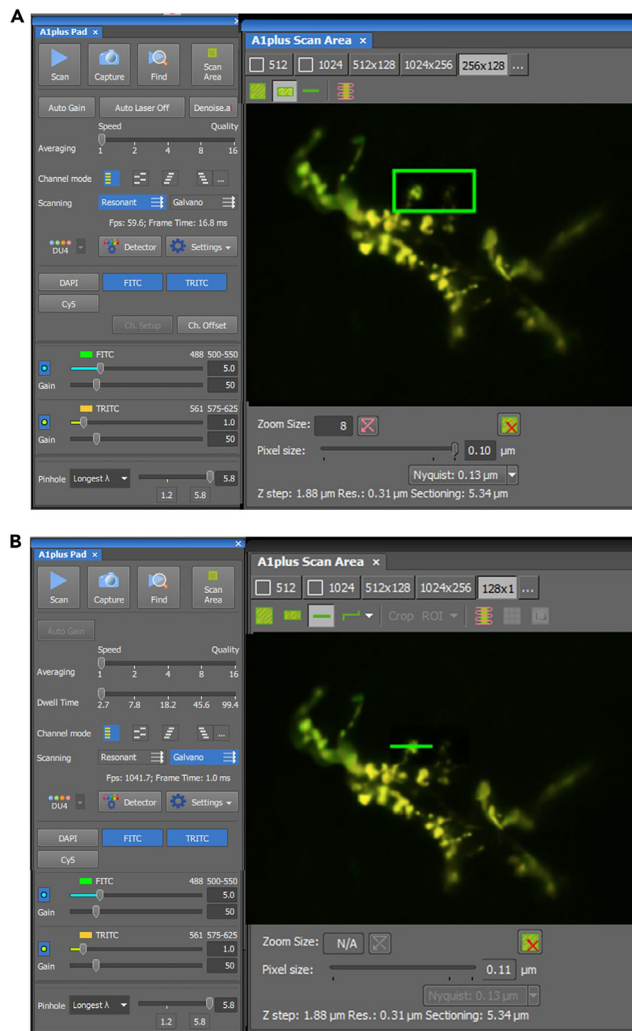 A
A1plus Pad ×
Scan Capture Find Scan Area
Auto Gain Auto Laser Off Denoise.a
Speed Quality
Averaging 1 2 4 8 16
Channel mode ...
Scanning Resonant Galvano
Fps: 59.6; Frame Time: 16.8 ms
DU4 Detector Settings
DAPI FITC TRITC
Cy5
Ch. Setup Ch. Offset
FITC 488 500-550
5.0
Gain 50
TRITC 561 575-625
1.0
Gain 50
Pinhole Longest λ 5.8
1.2 5.8
A1plus Scan Area ×
512 1024 512x128 1024x256 256x128 ...
Zoom Size: 8
Pixel size: 0.10 µm
Nyquist: 0.13 µm
Z step: 1.88 µm Res.: 0.31 µm Sectioning: 5.34 µm
B
A1plus Pad ×
Scan Capture Find Scan Area
Auto Gain
Speed Quality
Averaging 1 2 4 8 16
Dwell Time 2.7 7.8 18.2 45.6 99.4
Channel mode ...
Scanning Resonant Galvano
Fps: 1041.7; Frame Time: 1.0 ms
DU4 Detector Settings
DAPI FITC TRITC
Cy5
FITC 488 500-550
5.0
Gain 50
TRITC 561 575-625
1.0
Gain 50
Pinhole Longest λ 5.8
1.2 5.8
A1plus Scan Area ×
512 1024 512x128 1024x256 128x1 ...
Crop ROI
Zoom Size: N/A
Pixel size: 0.11 µm
Nyquist: 0.13 µm
Z step: 1.88 µm Res.: 0.31 µm Sectioning: 5.34 µm